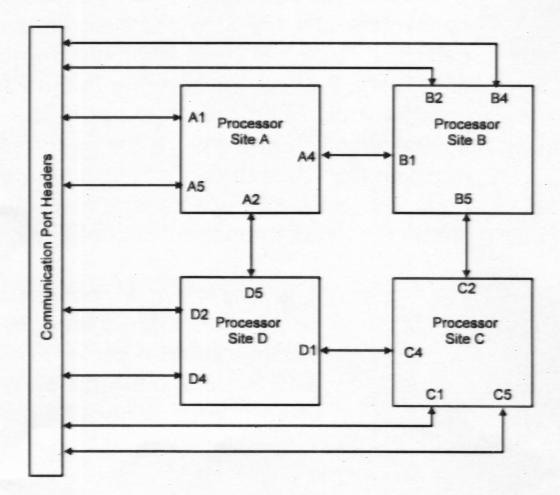 Communication Port Headers
B2
B4
A1
Processor
Site A
Processor
Site B
A4
B1
A5
A2
B5
D5
C2
D2
Processor
Site D
Processor
Site C
D1
C4
D4
C1
C5